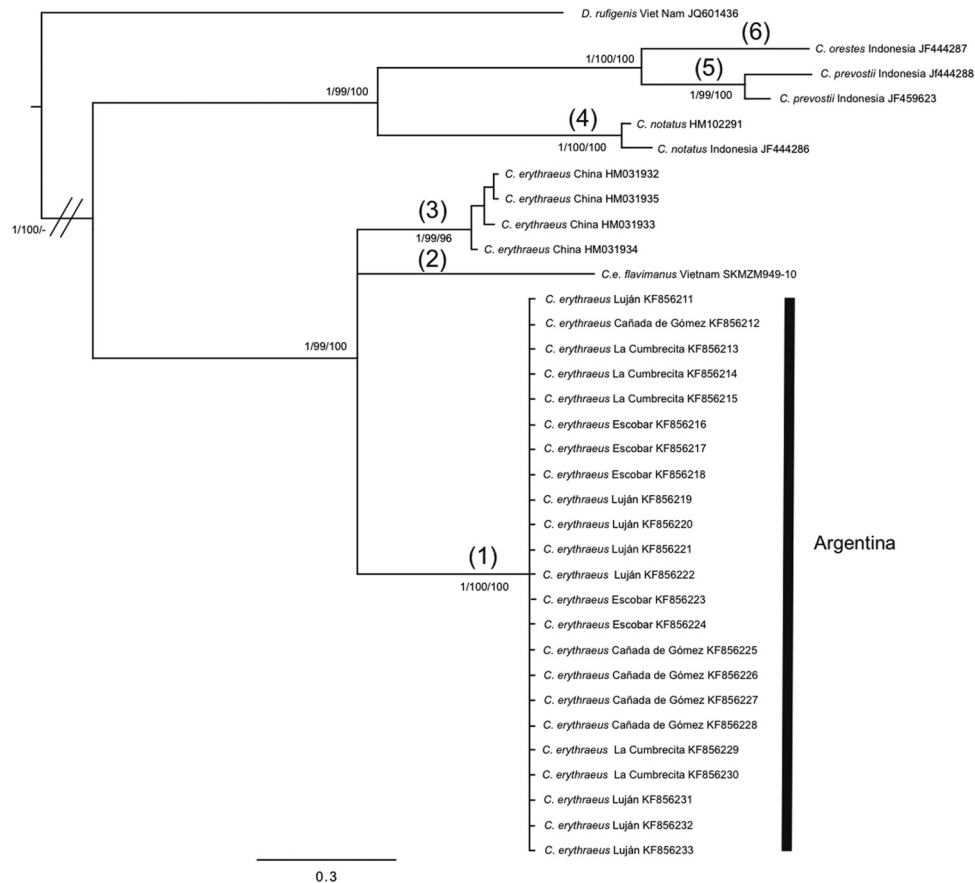 D. rufigenis Viet Nam JQ601436
(6)
C. orestes Indonesia JF444287
1/100/100
(5)
C. prevostii Indonesia Jf444288
1/99/100
1/99/100
C. prevostii Indonesia JF459623
(4)
C. notatus HM102291
1/100/100
C. notatus Indonesia JF444286
C. erythraeus China HM031932
C. erythraeus China HM031935
(3)
C. erythraeus China HM031933
1/100/-
1/99/96
C. erythraeus China HM031934
(2)
C.e. flavimanus Vietnam SKMZM949-10
C. erythraeus Luján KF856211
C. erythraeus Cañada de Gómez KF856212
1/99/100
C. erythraeus La Cumbrecita KF856213
C. erythraeus La Cumbrecita KF856214
C. erythraeus La Cumbrecita KF856215
C. erythraeus Escobar KF856216
C. erythraeus Escobar KF856217
C. erythraeus Escobar KF856218
C. erythraeus Luján KF856219
C. erythraeus Luján KF856220
C. erythraeus Luján KF856221
Argentina
(1)
C. erythraeus Luján KF856222
1/100/100
C. erythraeus Escobar KF856223
C. erythraeus Escobar KF856224
C. erythraeus Cañada de Gómez KF856225
C. erythraeus Cañada de Gómez KF856226
C. erythraeus Cañada de Gómez KF856227
C. erythraeus Cañada de Gómez KF856228
C. erythraeus La Cumbrecita KF856229
C. erythraeus La Cumbrecita KF856230
C. erythraeus Luján KF856231
C. erythraeus Luján KF856232
C. erythraeus Luján KF856233
0.3